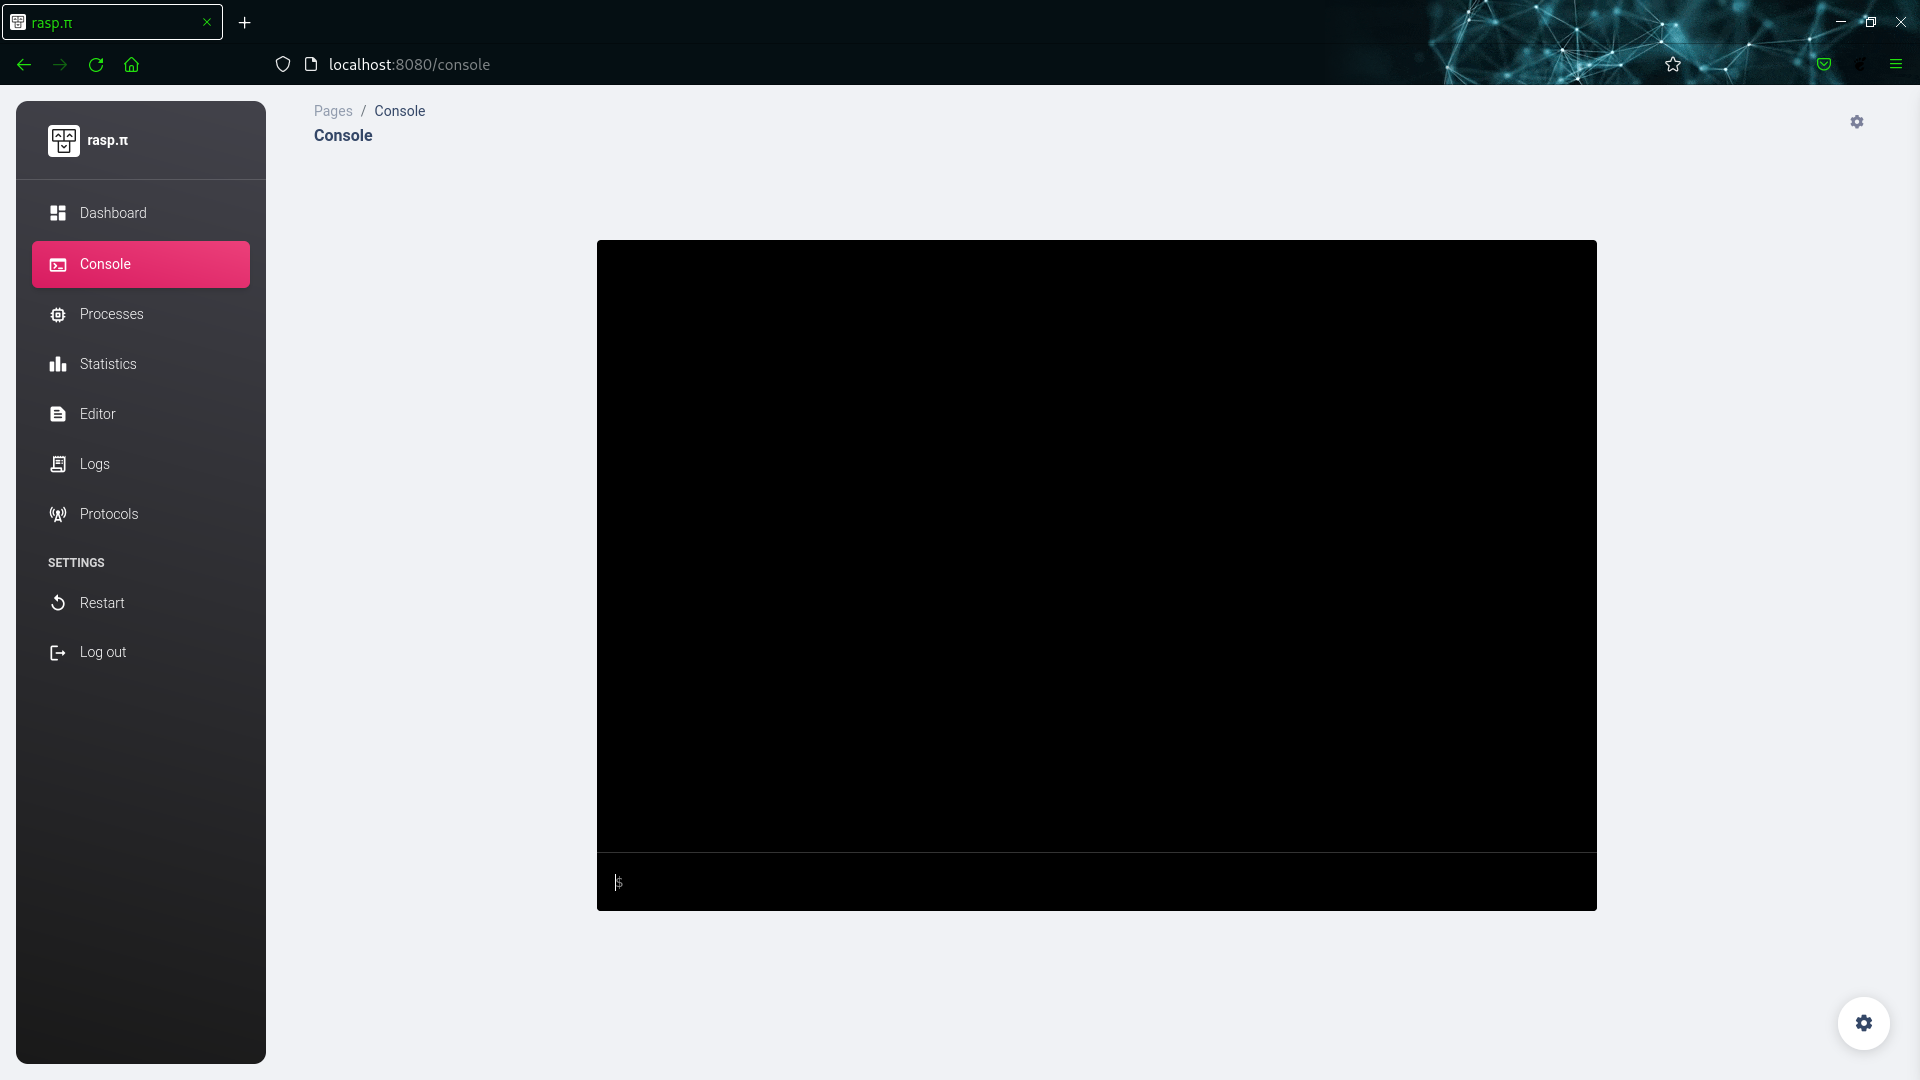 rasp.π
localhost:8080/console
rasp.π
Dashboard
Console
Processes
Statistics
Editor
Logs
Protocols
SETTINGS
Restart
Log out
Pages / Console
Console
$